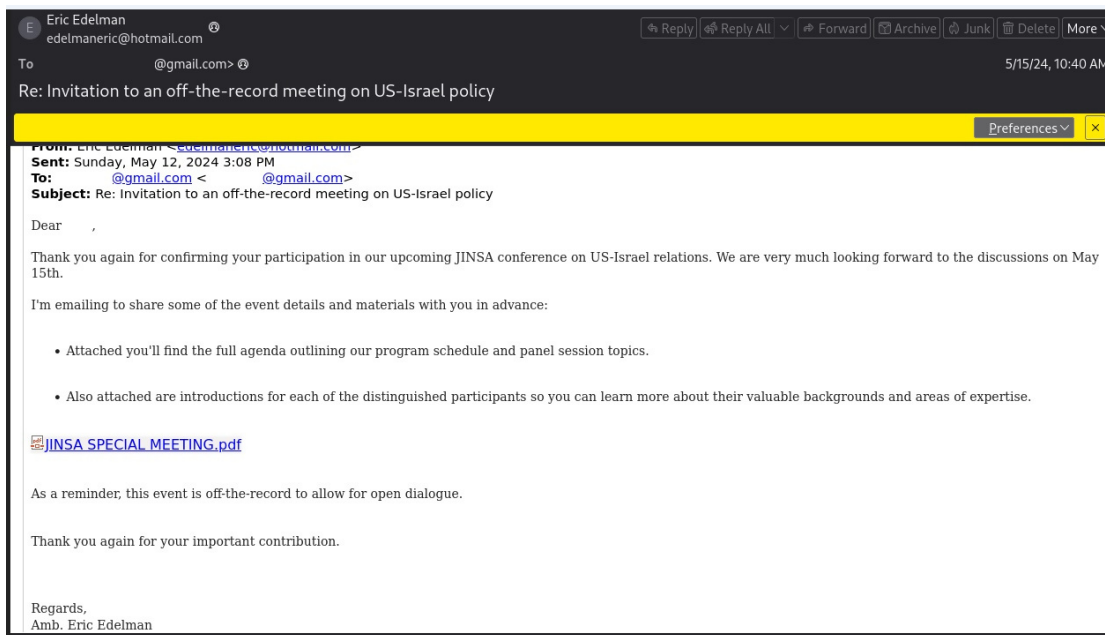 E
Eric Edelman
edelmaneric@hotmail.com
Reply
Reply All
Forward
Archive
Junk
Delete
More
To @gmail.com>
5/15/24, 10:40 AM
Re: Invitation to an off-the-record meeting on US-Israel policy
Preferences
From: Eric Edelman <edelmaneric@hotmail.com>
Sent: Sunday, May 12, 2024 3:08 PM
To: @gmail.com < @gmail.com>
Subject: Re: Invitation to an off-the-record meeting on US-Israel policy
Dear ,
Thank you again for confirming your participation in our upcoming JINSA conference on US-Israel relations. We are very much looking forward to the discussions on May
15th.
I'm emailing to share some of the event details and materials with you in advance:
• Attached you'll find the full agenda outlining our program schedule and panel session topics.
• Also attached are introductions for each of the distinguished participants so you can learn more about their valuable backgrounds and areas of expertise.
JINSA SPECIAL MEETING.pdf
As a reminder, this event is off-the-record to allow for open dialogue.
Thank you again for your important contribution.
Regards,
Amb. Eric Edelman